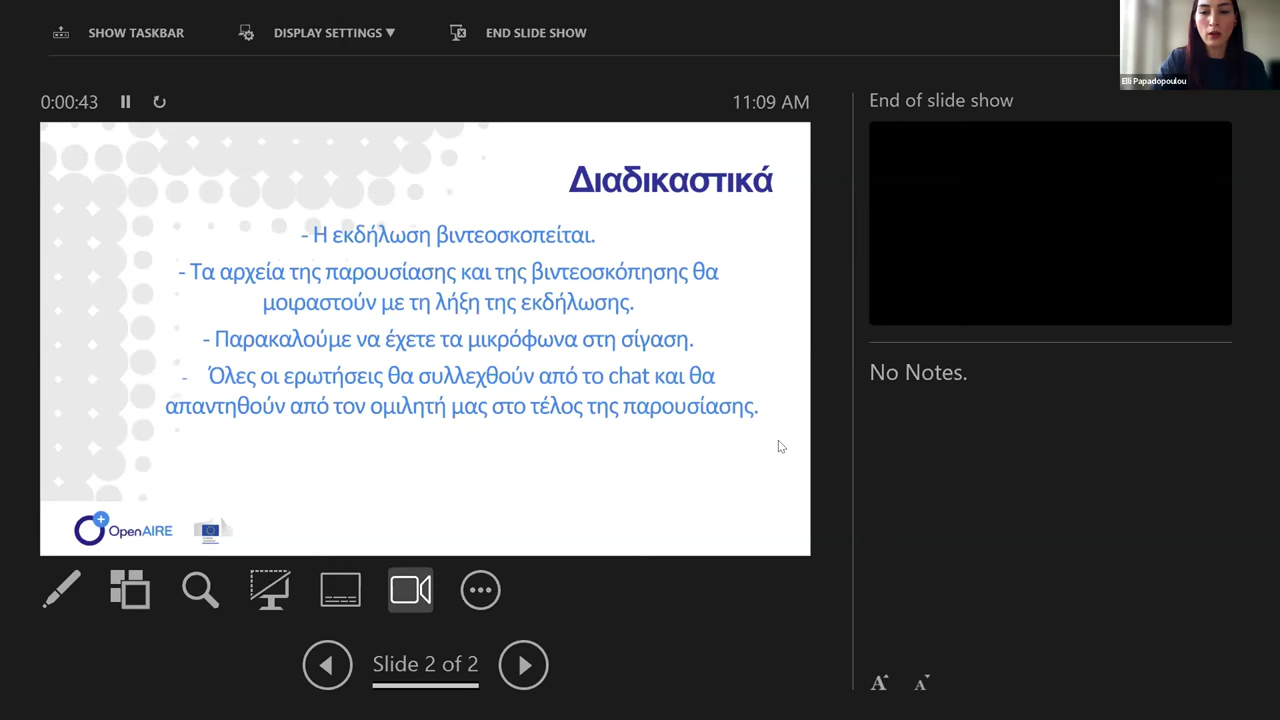 SHOW TASKBAR
DISPLAY SETTINGS ▼
END SLIDE SHOW
Elli Papadopoulou
0:00:43
11:09 AM
End of slide show
Διαδικαστικά
- Η εκδήλωση βιντεοσκοπείται.
- Τα αρχεία της παρουσίασης και της βιντεοσκόπησης θα
μοιραστούν με τη λήξη της εκδήλωσης.
- Παρακαλούμε να έχετε τα μικρόφωνα στη σίγαση.
- Όλες οι ερωτήσεις θα συλλεχθούν από το chat και θα
απαντηθούν από τον ομιλητή μας στο τέλος της παρουσίασης.
OpenAIRE
No Notes.
Slide 2 of 2
A A